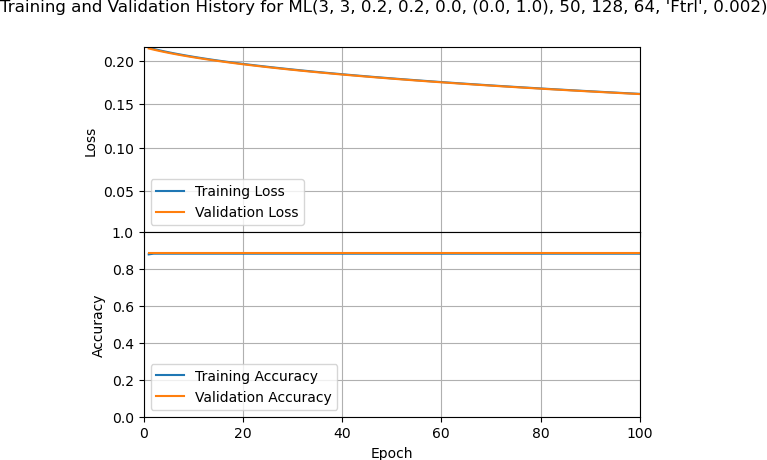 Training and Validation History for ML(3, 3, 0.2, 0.2, 0.0, (0.0, 1.0), 50, 128, 64, 'Ftrl', 0.002)
0.20
0.15
0.10
0.05
Loss
Training Loss
Validation Loss
1.0
0.8
0.6
0.4
0.2
0.0
Accuracy
Training Accuracy
Validation Accuracy
0 20 40 60 80 100
Epoch